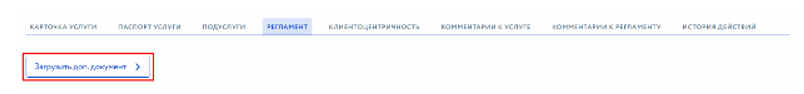 КАРТОЧКА УСЛУГИ ПАСПОРТ УСЛУГИ ПОДУСЛУГИ РЕГЛАМЕНТ КЛИЕНТОЦЕНТРИЧНОСТЬ КОММЕНТАРИИ К УСЛУГЕ КОММЕНТАРИИ К РЕГЛАМЕНТУ ИСТОРИЯ ДЕЙСТВИЙ
Загрузить доп. документ